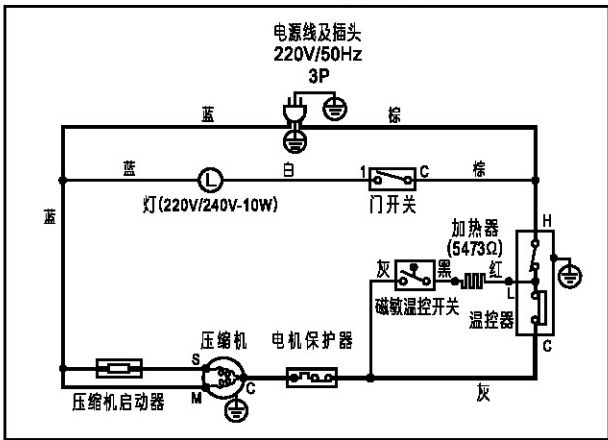 电源线及插头
220V/50Hz
3P
蓝
棕
蓝
L
白
1
C
棕
灯(220V/240V-10W)
门开关
蓝
加热器
(5473Ω)
H
灰
黑
红
L
磁敏温控开关
温控器
C
压缩机
电机保护器
S
M
C
灰
压缩机启动器